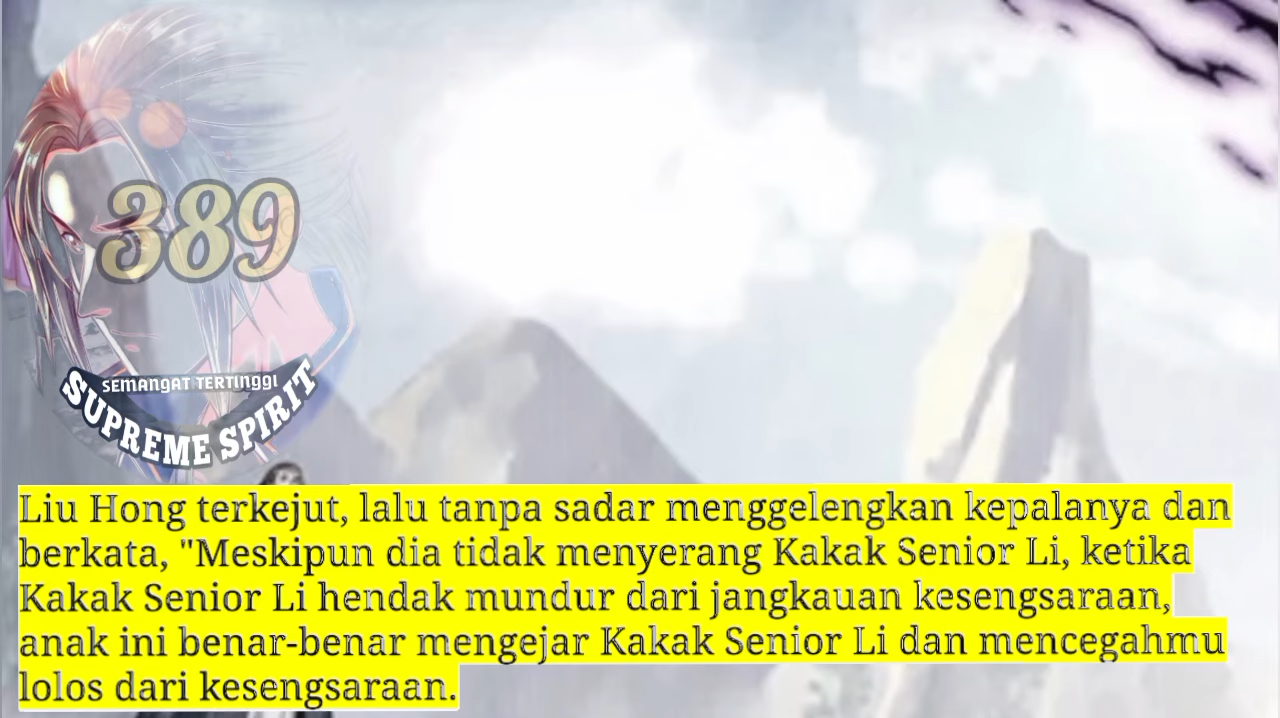 389
SEMANGAT TERTINGGI
SUPREME SPIRIT
Liu Hong terkejut, lalu tanpa sadar menggelengkan kepalanya dan
berkata, "Meskipun dia tidak menyerang Kakak Senior Li, ketika
Kakak Senior Li hendak mundur dari jangkauan kesengsaraan,
anak ini benar-benar mengejar Kakak Senior Li dan mencegahmu
lolos dari kesengsaraan.